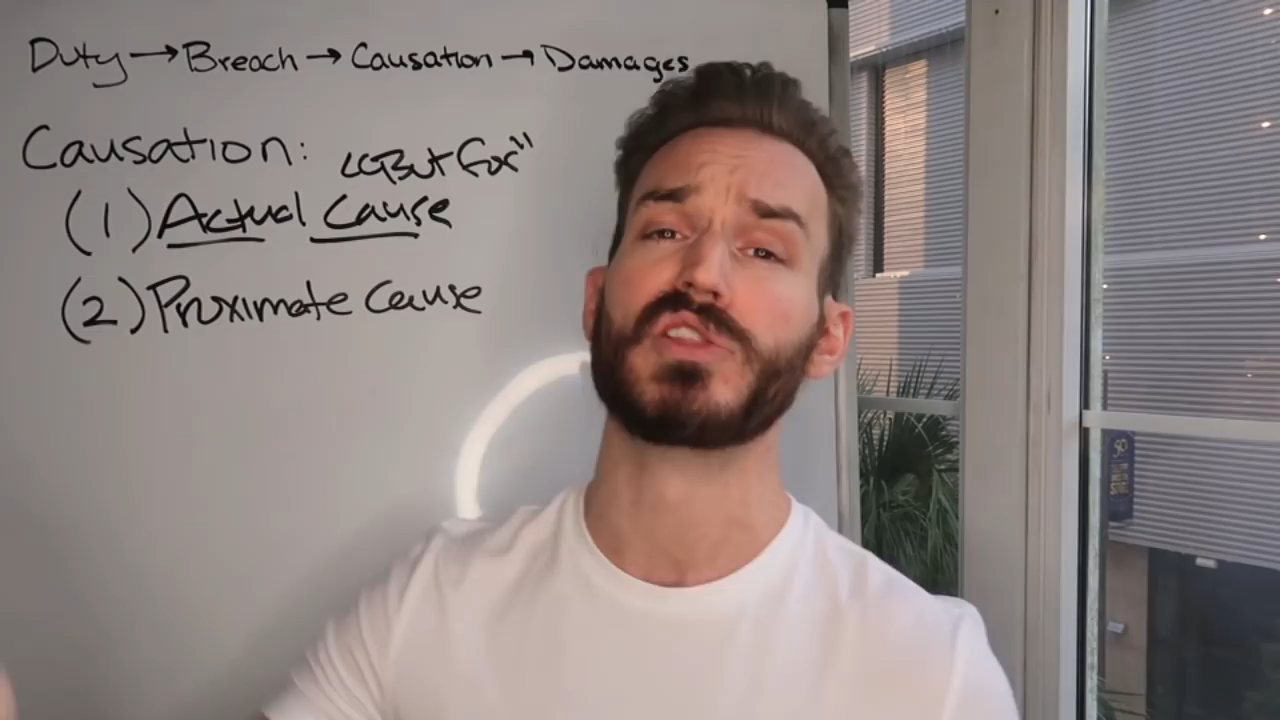 Duty → Breach → Causation → Damages
Causation:
"But for"
(1) Actual Cause
(2) Proximate Cause